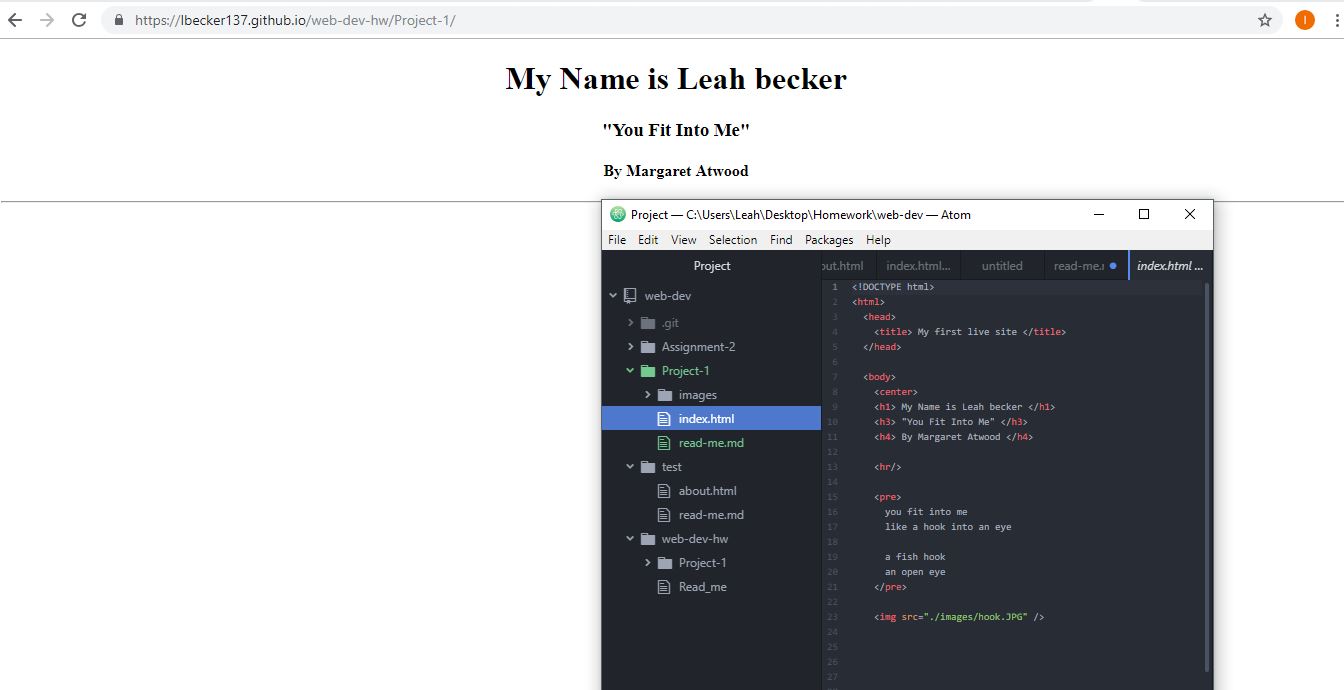 https://lbecker137.github.io/web-dev-hw/Project-1/
I
My Name is Leah becker
"You Fit Into Me"
By Margaret Atwood
Project — C:\Users\Leah\Desktop\Homework\web-dev — Atom
File Edit View Selection Find Packages Help
Project
out.html index.html... untitled read-me.r index.html ...
web-dev
.git
Assignment-2
Project-1
images
index.html
read-me.md
test
about.html
read-me.md
web-dev-hw
Project-1
Read_me
1 <!DOCTYPE html>
2 <html>
3 <head>
4 <title> My first live site </title>
5 </head>
6
7 <body>
8 <center>
9 <h1> My Name is Leah becker </h1>
10 <h3> "You Fit Into Me" </h3>
11 <h4> By Margaret Atwood </h4>
12
13 <hr/>
14
15 <pre>
16 you fit into me
17 like a hook into an eye
18
19 a fish hook
20 an open eye
21 </pre>
22
23 <img src="./images/hook.JPG" />
24
25
26
27